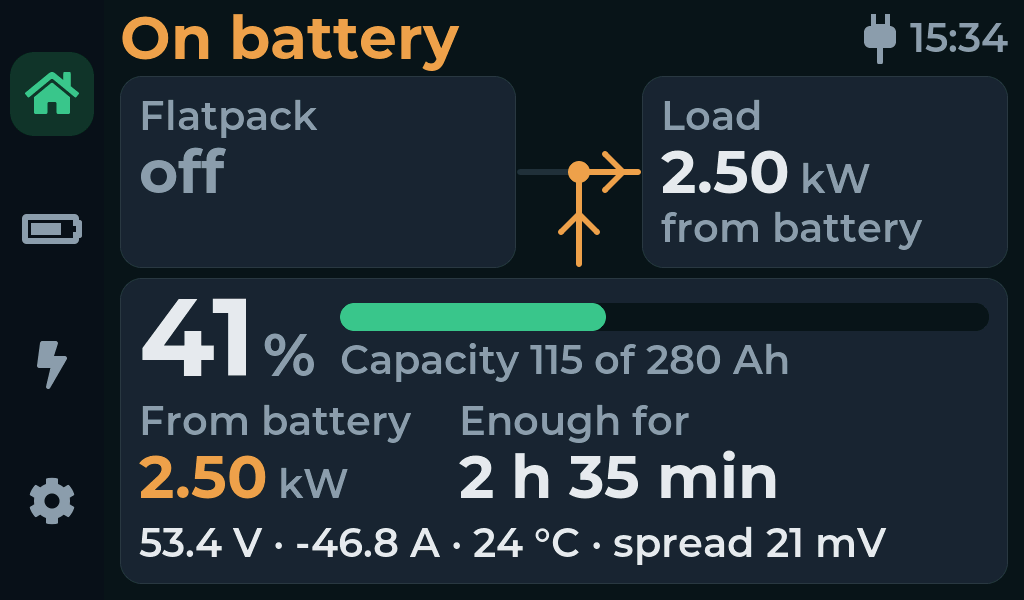 On battery
15:34
Flatpack
off
Load
2.50 kW
from battery
41 %
Capacity 115 of 280 Ah
From battery
2.50 kW
Enough for
2 h 35 min
53.4 V · -46.8 A · 24 °C · spread 21 mV